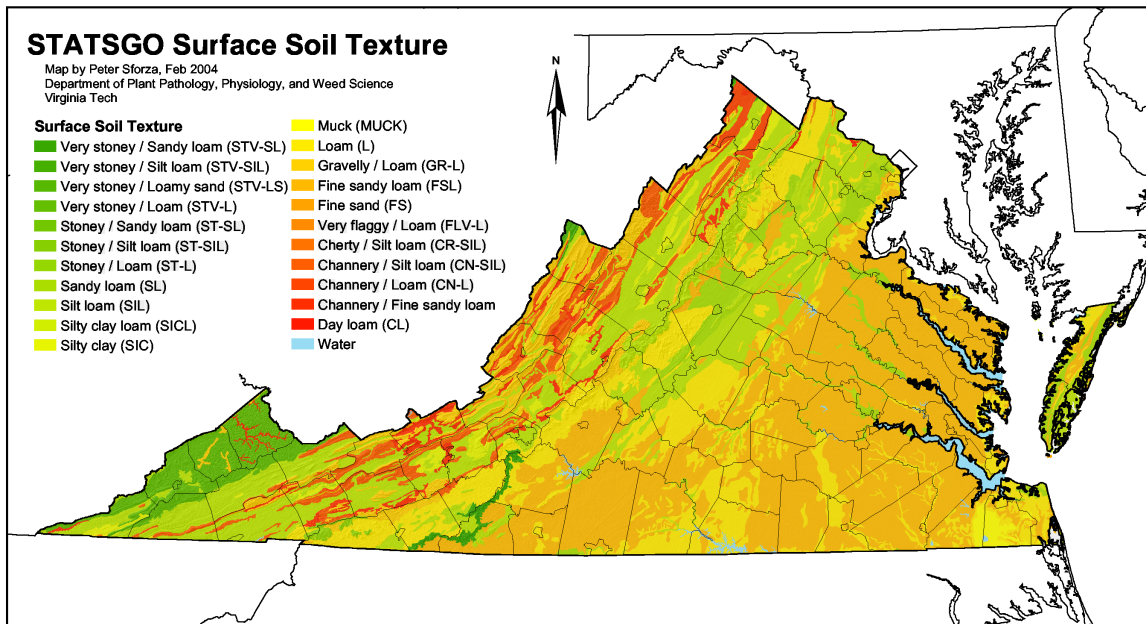 STATSGO Surface Soil Texture
Map by Peter Sforza, Feb 2004
Department of Plant Pathology, Physiology, and Weed Science
Virginia Tech
Surface Soil Texture
Very stoney / Sandy loam (STV-SL)
Very stoney / Silt loam (STV-SIL)
Very stoney / Loamy sand (STV-LS)
Very stoney / Loam (STV-L)
Stoney / Sandy loam (ST-SL)
Stoney / Silt loam (ST-SIL)
Stoney / Loam (ST-L)
Sandy loam (SL)
Silt loam (SIL)
Silty clay loam (SICL)
Silty clay (SIC)
Muck (MUCK)
Loam (L)
Gravelly / Loam (GR-L)
Fine sandy loam (FSL)
Fine sand (FS)
Very flaggy / Loam (FLV-L)
Cherty / Silt loam (CR-SIL)
Channery / Silt loam (CN-SIL)
Channery / Loam (CN-L)
Channery / Fine sandy loam
Day loam (CL)
Water
N